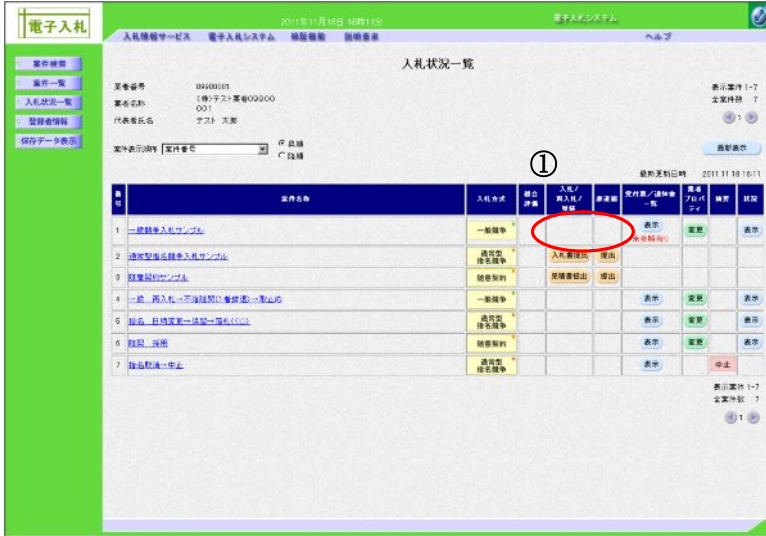 電子入札
2011年11月18日 16時11分
電子入札システム
入札情報サービス 電子入札システム 検証機能 説明要求
ヘルプ
案件検索
案件一覧
入札状況一覧
登録者情報
保存データ表示
入札状況一覧
業者番号 09900001
業者名称 (株)テスト業者09900001
代表者氏名 テスト 太郎
表示案件 1-7
全案件数 7
1
案件表示順序 案件番号
昇順
降順
最新表示
①
最新更新日時 2011.11.18 16:11
番号 案件名称 入札方式 総合評価 入札/再入札/見積 辞退届 受付票/通知書一覧 業者プロパティ 摘要 状況
1 一般競争入札サンプル 一般競争 表示 未参照有り 変更 表示
2 通常型指名競争入札サンプル 通常型指名競争 入札書提出 提出
3 随意契約サンプル 随意契約 見積書提出 提出
4 一般 再入札→不落随契(1者辞退)→取止め 一般競争 表示 変更 表示
5 指名 日時変更→保留→落札(くじ) 通常型指名競争 表示 変更 表示
6 随契 採用 随意契約 表示 変更 表示
7 指名取消→中止 通常型指名競争 表示 中止
表示案件 1-7
全案件数 7
1